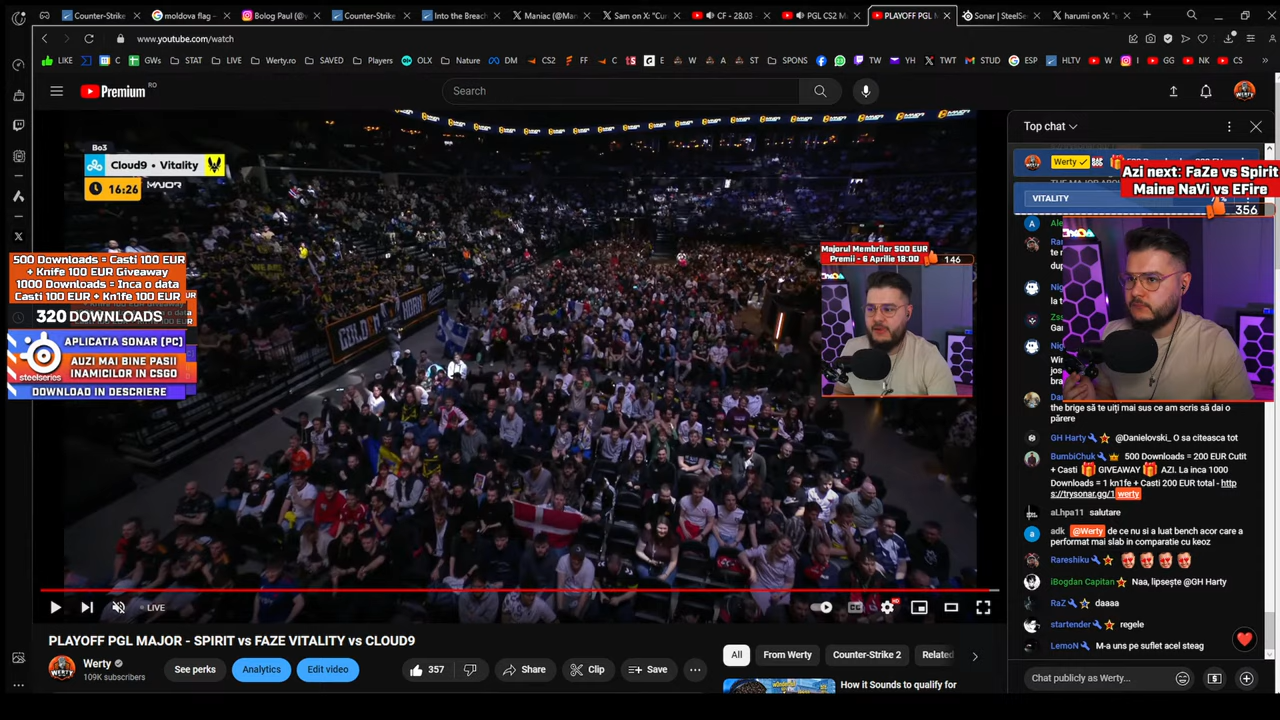 Counter-Strike
moldova flag -
Bolog Paul (@
Counter-Strike
Into the Breach
Maniac (@Man
Sam on X: "Cur
CF - 28.03 -
PGL CS2 M
PLAYOFF PGL M
Sonar | SteelSe
harumi on X: "
www.youtube.com/watch
LIKE
C
GWs
STAT
LIVE
Werty.ro
SAVED
Players
OLX
Nature
DM
CS2
FF
C
CS
E
W
A
ST
SPONS
TW
YH
TWT
STUD
ESP
HLTV
W
I
GG
NK
CS
Premium RO
Search
Top chat
Bo3
Cloud9 • Vitality
16:26
MAJOR
Werty
Azi next: FaZe vs Spirit
Maine NaVi vs EFire
VITALITY
356
500 Downloads = Casti 100 EUR
+ Knife 100 EUR Giveaway
1000 Downloads = Inca o data
Casti 100 EUR + Kn1fe 100 EUR
320 DOWNLOADS
APLICATIA SONAR (PC)
AUZI MAI BINE PASII
INAMICILOR IN CSGO
steelseries
DOWNLOAD IN DESCRIERE
Majorul Membrilor 500 EUR
Premii - 6 Aprilie 18:00
146
the brige să te uiți mai sus ce am scris să dai o
părere
GH Harty @Danielovski_ O sa citeasca tot
BumbiChuk 500 Downloads = 200 EUR Cutit
+ Casti GIVEAWAY AZI. La inca 1000
Downloads = 1 kn1fe + Casti 200 EUR total - http
s://trysonar.gg/1werty
aLhpa11 salutare
adk @Werty de ce nu si a luat bench acor care a
performat mai slab in comparatie cu keoz
Rareshiku
iBogdan Capitan Naa, lipsește @GH Harty
RaZ daaaa
startender regele
LemoN M-a uns pe suflet acel steag
LIVE
PLAYOFF PGL MAJOR - SPIRIT vs FAZE VITALITY vs CLOUD9
Werty
109K subscribers
See perks
Analytics
Edit video
357
Share
Clip
Save
All
From Werty
Counter-Strike 2
Related
How it Sounds to qualify for
Chat publicly as Werty...